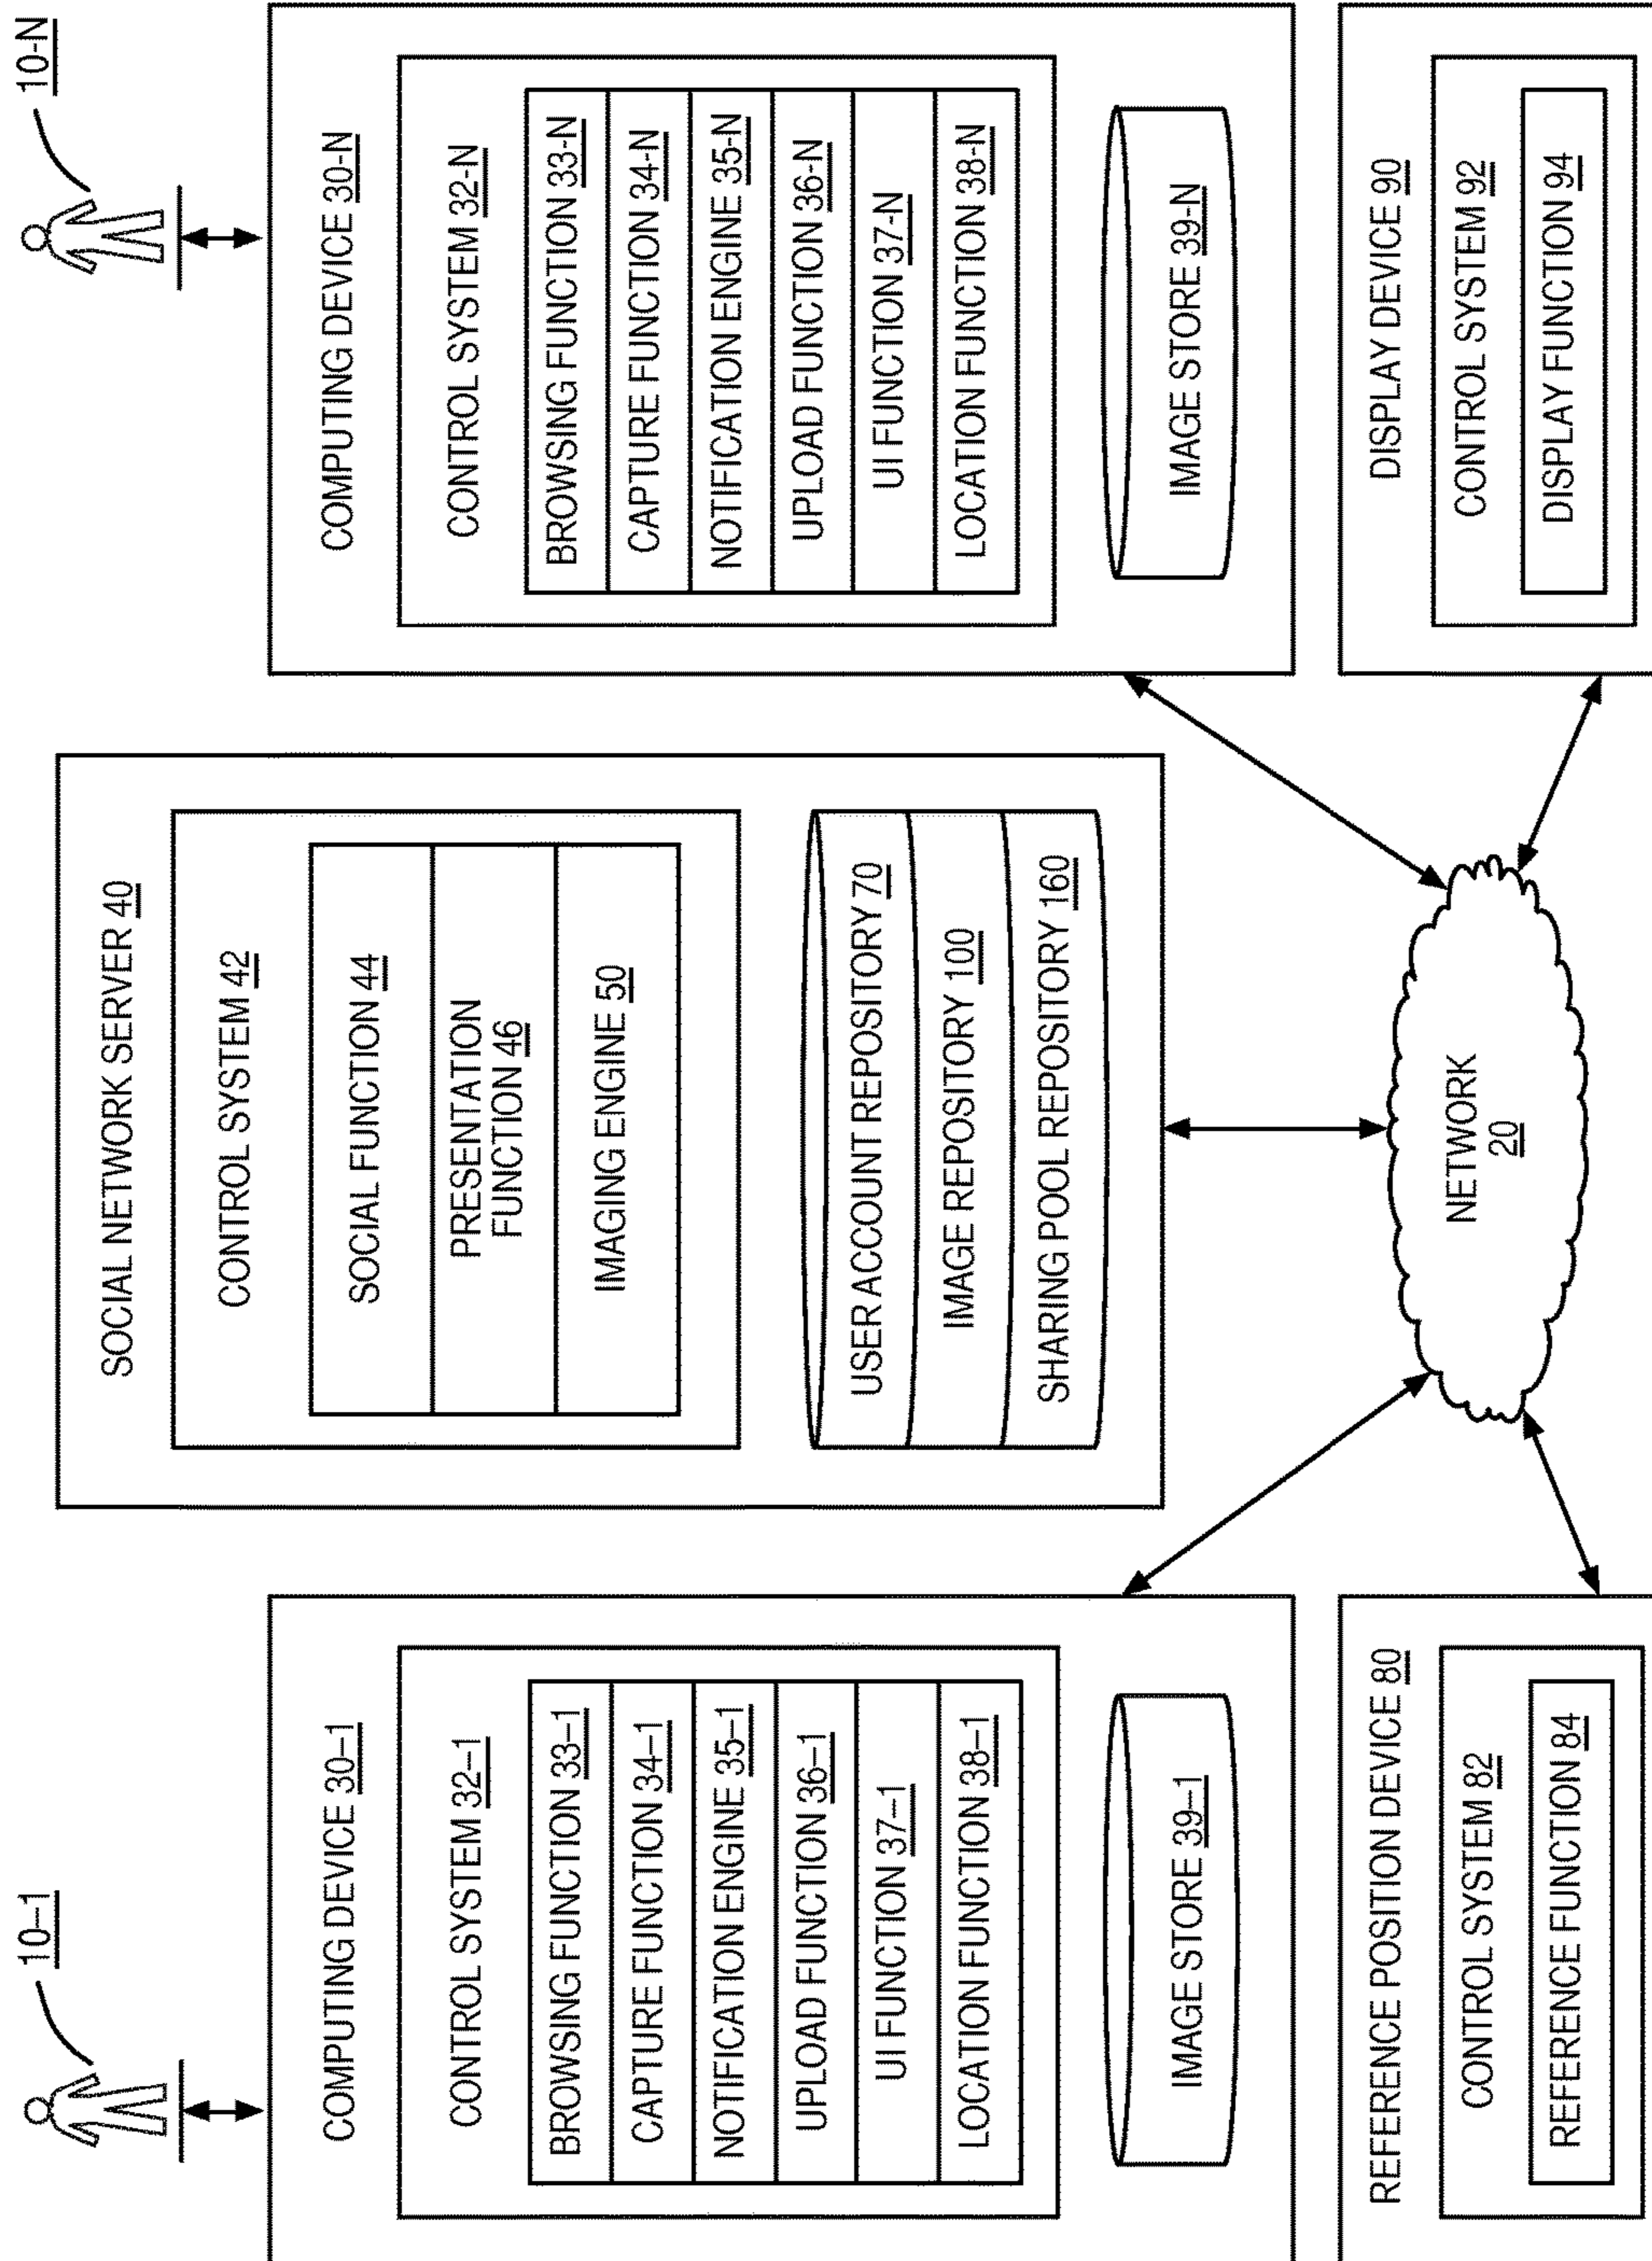 10–1
COMPUTING DEVICE 30–1
CONTROL SYSTEM 32–1
BROWSING FUNCTION 33–1
CAPTURE FUNCTION 34–1
NOTIFICATION ENGINE 35–1
UPLOAD FUNCTION 36–1
UI FUNCTION 37–1
LOCATION FUNCTION 38–1
IMAGE STORE 39–1
REFERENCE POSITION DEVICE 80
CONTROL SYSTEM 82
REFERENCE FUNCTION 84
SOCIAL NETWORK SERVER 40
CONTROL SYSTEM 42
SOCIAL FUNCTION 44
PRESENTATION
FUNCTION 46
IMAGING ENGINE 50
USER ACCOUNT REPOSITORY 70
IMAGE REPOSITORY 100
SHARING POOL REPOSITORY 160
NETWORK
20
10-N
COMPUTING DEVICE 30-N
CONTROL SYSTEM 32-N
BROWSING FUNCTION 33-N
CAPTURE FUNCTION 34-N
NOTIFICATION ENGINE 35-N
UPLOAD FUNCTION 36-N
UI FUNCTION 37-N
LOCATION FUNCTION 38-N
IMAGE STORE 39-N
DISPLAY DEVICE 90
CONTROL SYSTEM 92
DISPLAY FUNCTION 94